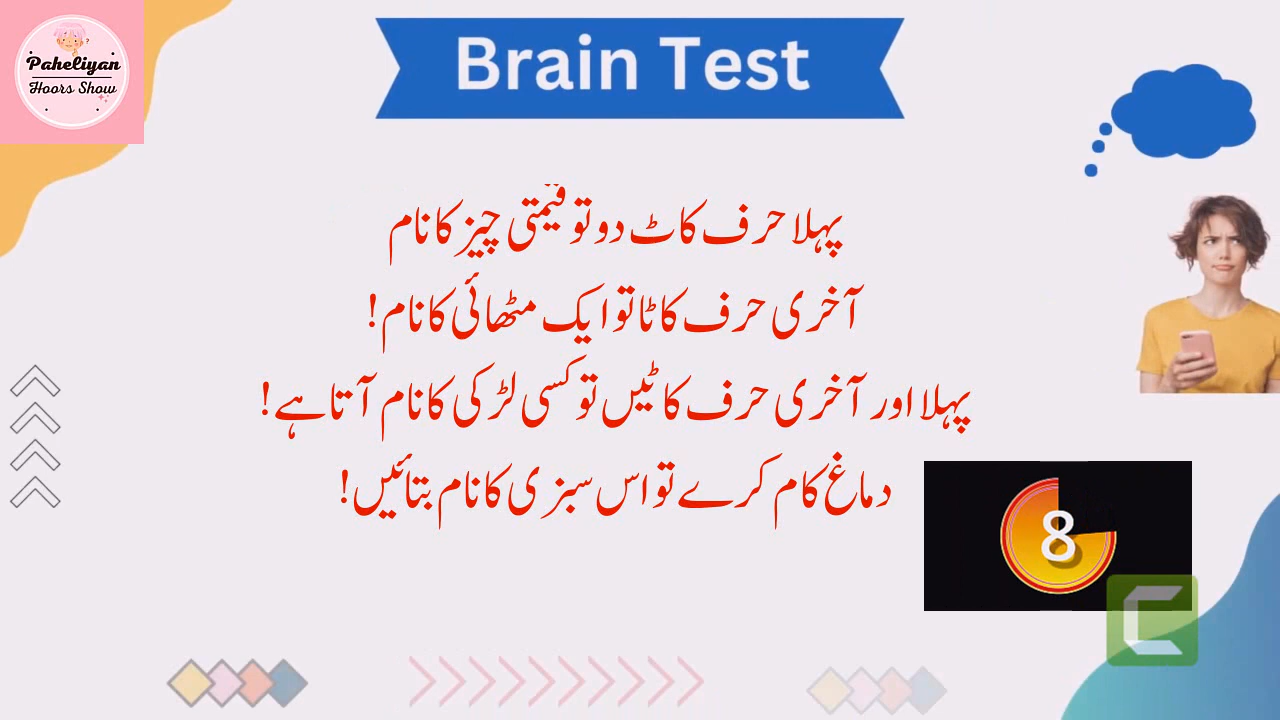 Paheliyan
Hoors Show
Brain Test
پہلا حرف کاٹ دو تو قیمتی چیز کا نام
آخری حرف کاٹا تو ایک مٹھائی کا نام!
پہلا اور آخری حرف کاٹیں تو کسی لڑکی کا نام آتا ہے!
دماغ کام کرے تو اس سبزی کا نام بتائیں!
8